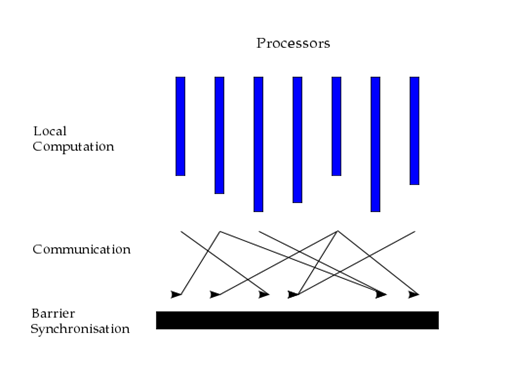 Processors
Local
Computation
Communication
Barrier
Synchronisation